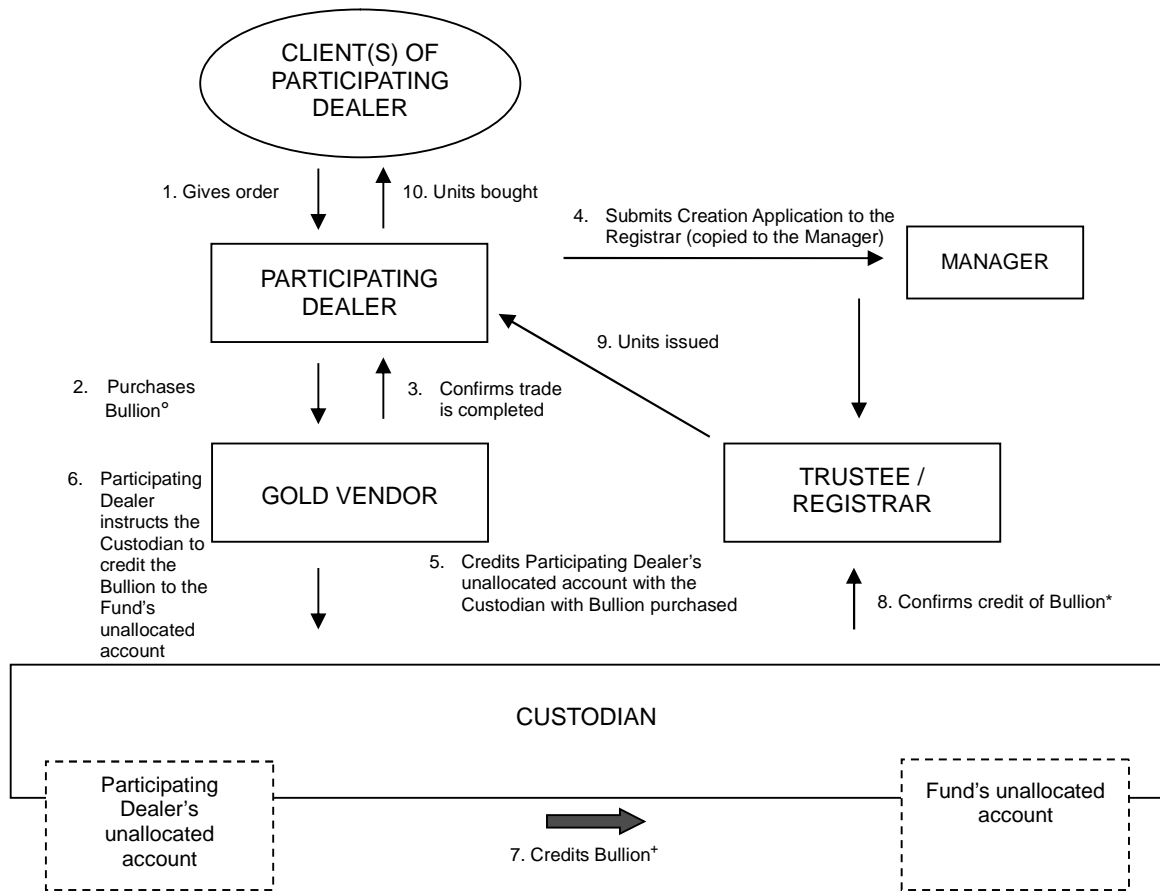 CLIENT(S) OF
PARTICIPATING
DEALER
1. Gives order
10. Units bought
4. Submits Creation Application to the
Registrar (copied to the Manager)
MANAGER
PARTICIPATING
DEALER
9. Units issued
2. Purchases
Bullion°
3. Confirms trade
is completed
6. Participating
Dealer
instructs the
Custodian to
credit the
Bullion to the
Fund's
unallocated
account
GOLD VENDOR
TRUSTEE /
REGISTRAR
5. Credits Participating Dealer's
unallocated account with the
Custodian with Bullion purchased
8. Confirms credit of Bullion*
CUSTODIAN
Participating
Dealer's
unallocated
account
Fund's unallocated
account
7. Credits Bullion⁺